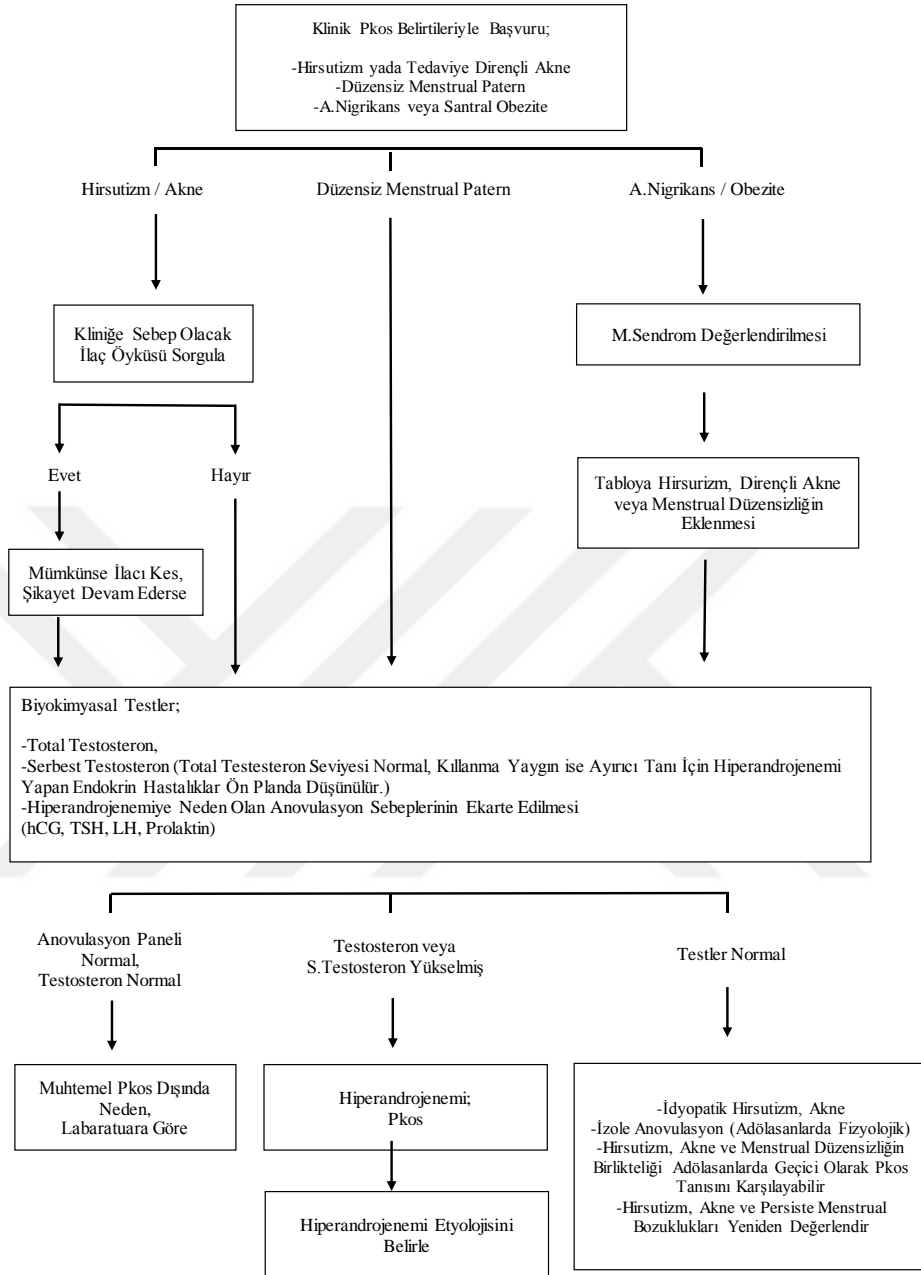 Klinik Pkos Belirtileriyle Başvuru;
-Hirsutizm yada Tedaviye Dirençli Akne
-Düzensiz Menstrual Patern
-A.Nigrikans veya Santral Obezite
Hirsutizm / Akne
Düzensiz Menstrual Patern
A.Nigrikans / Obezite
Kliniğe Sebep Olacak
İlaç Öyküsü Sorgula
M.Sendrom Değerlendirilmesi
Evet
Hayır
Tabloya Hirsurizm, Dirençli Akne
veya Menstrual Düzensizliğin
Eklenmesi
Mümkünse İlacı Kes,
Şikayet Devam Ederse
Biyokimyasal Testler;
-Total Testosteron,
-Serbest Testosteron (Total Testesteron Seviyesi Normal, Kıllanma Yaygın ise Ayırıcı Tanı İçin Hiperandrojenemi
Yapan Endokrin Hastalıklar Ön Planda Düşünülür.)
-Hiperandrojenemiye Neden Olan Anovulasyon Sebeplerinin Ekarte Edilmesi
(hCG, TSH, LH, Prolaktin)
Anovulasyon Paneli
Normal,
Testosteron Normal
Testosteron veya
S.Testosteron Yükselmiş
Testler Normal
Muhtemel Pkos Dışında
Neden,
Labaratuara Göre
Hiperandrojenemi;
Pkos
-İdyopatik Hirsutizm, Akne
-İzole Anovulasyon (Adölasanlarda Fizyolojik)
-Hirsutizm, Akne ve Menstrual Düzensizliğin
Birlikteliği Adölasanlarda Geçici Olarak Pkos
Tanısını Karşılayabilir
-Hirsutizm, Akne ve Persiste Menstrual
Bozuklukları Yeniden Değerlendir
Hiperandrojenemi Etyolojisini
Belirle